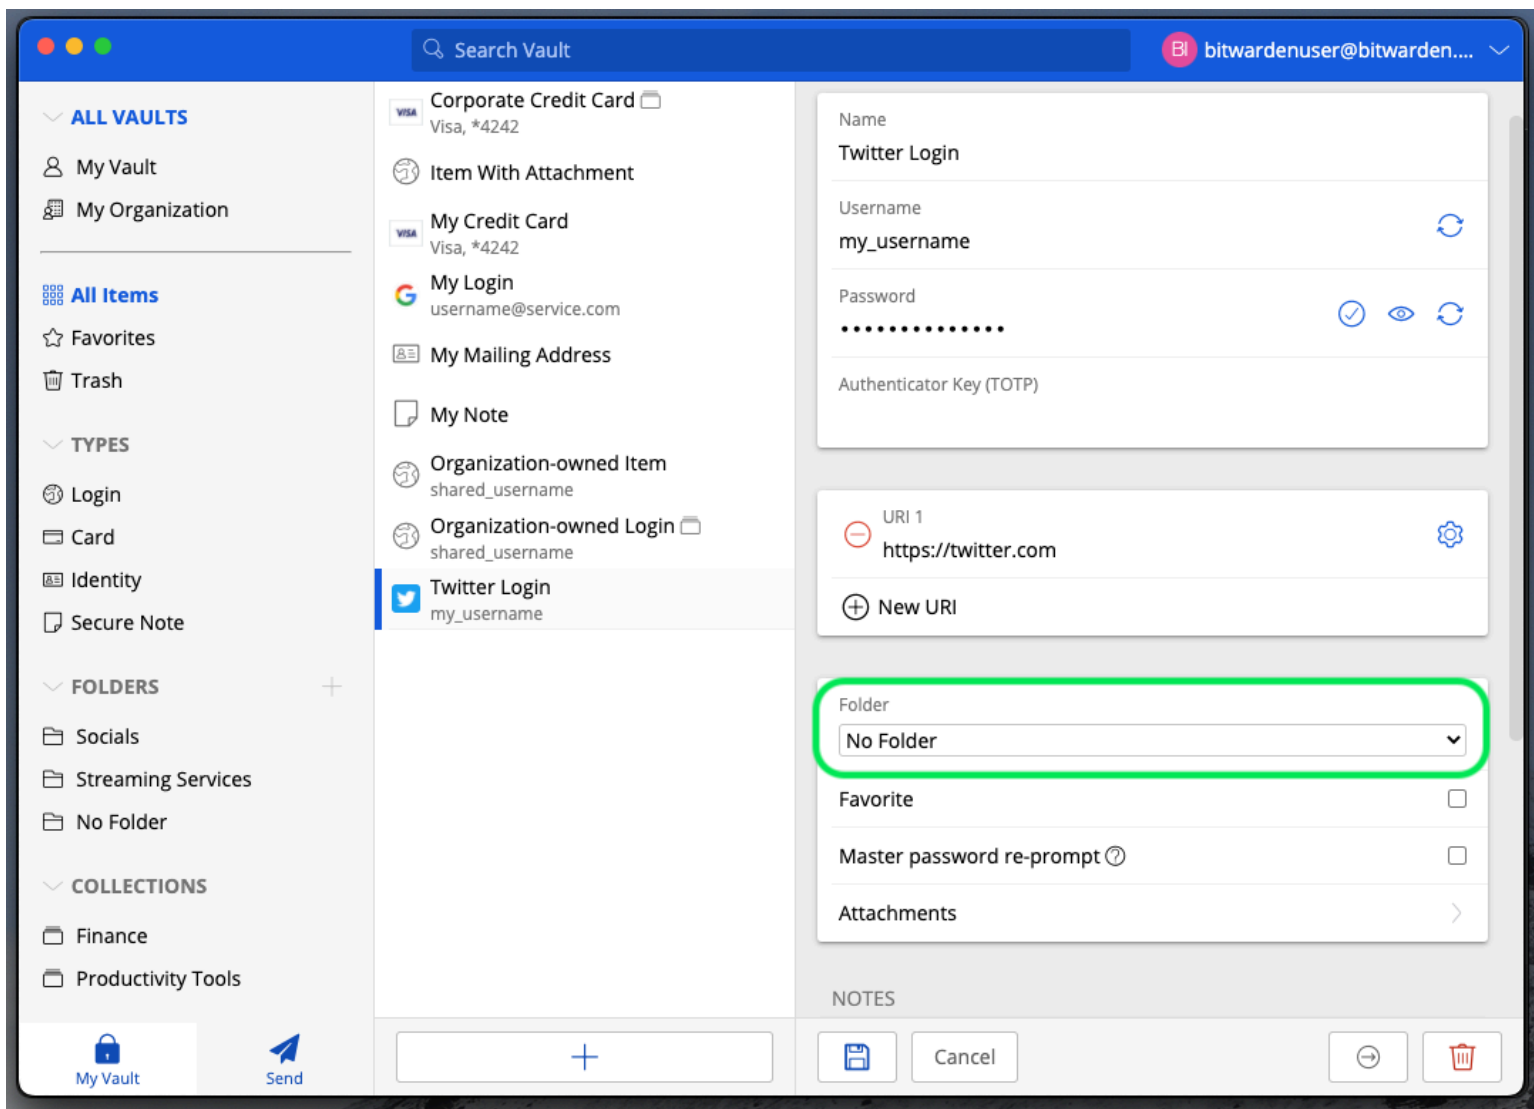 Search Vault
BI
bitwardenuser@bitwarden....
ALL VAULTS
My Vault
My Organization
All Items
Favorites
Trash
TYPES
Login
Card
Identity
Secure Note
FOLDERS
Socials
Streaming Services
No Folder
COLLECTIONS
Finance
Productivity Tools
My Vault
Send
VISA
Corporate Credit Card
Visa, *4242
Item With Attachment
VISA
My Credit Card
Visa, *4242
My Login
username@service.com
My Mailing Address
My Note
Organization-owned Item
shared_username
Organization-owned Login
shared_username
Twitter Login
my_username
Name
Twitter Login
Username
my_username
Password
••••••••••••••
Authenticator Key (TOTP)
URI 1
https://twitter.com
New URI
Folder
No Folder
Favorite
Master password re-prompt
Attachments
NOTES
Cancel